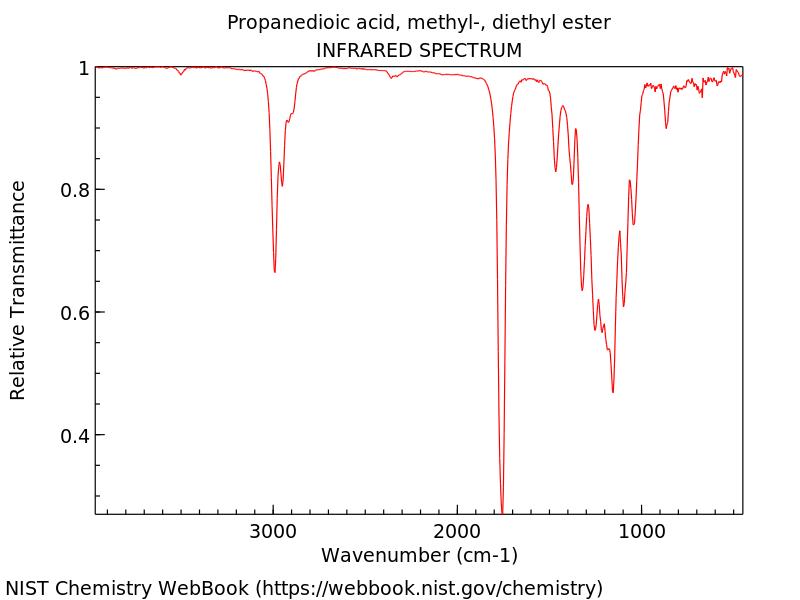 Propanedioic acid, methyl-, diethyl ester
INFRARED SPECTRUM
1
0.8
0.6
0.4
Relative Transmittance
3000 2000 1000
Wavenumber (cm-1)
NIST Chemistry WebBook (https://webbook.nist.gov/chemistry)